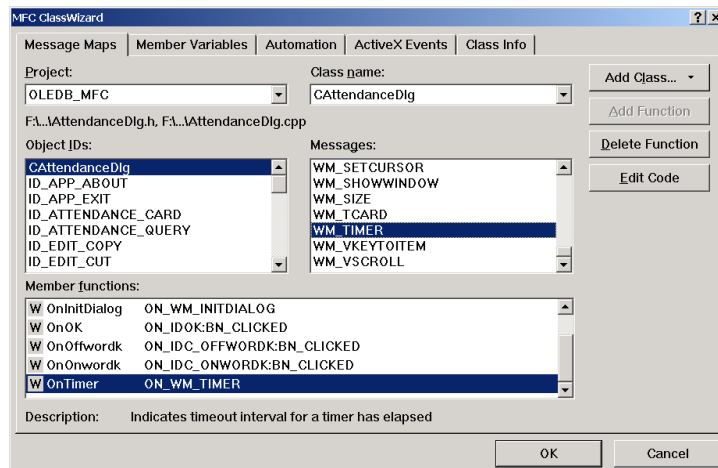 MFC ClassWizard
Message Maps Member Variables Automation ActiveX Events Class Info
Project: Class name: Add Class...
OLEDB_MFC CAttendanceDlg
Add Function
F:\...\AttendanceDlg.h, F:\...\AttendanceDlg.cpp
Object IDs: Messages: Delete Function
CAttendanceDlg WM_SETCURSOR
ID_APP_ABOUT WM_SHOWWINDOW Edit Code
ID_APP_EXIT WM_SIZE
ID_ATTENDANCE_CARD WM_TCARD
ID_ATTENDANCE_QUERY WM_TIMER
ID_EDIT_COPY WM_VKEYTOITEM
ID_EDIT_CUT WM_VSCROLL
Member functions:
W OnInitDialog ON_WM_INITDIALOG
W OnOK ON_IDOK:BN_CLICKED
W OnOffwordk ON_IDC_OFFWORDK:BN_CLICKED
W OnOnwordk ON_IDC_ONWORDK:BN_CLICKED
W OnTimer ON_WM_TIMER
Description: Indicates timeout interval for a timer has elapsed
OK Cancel